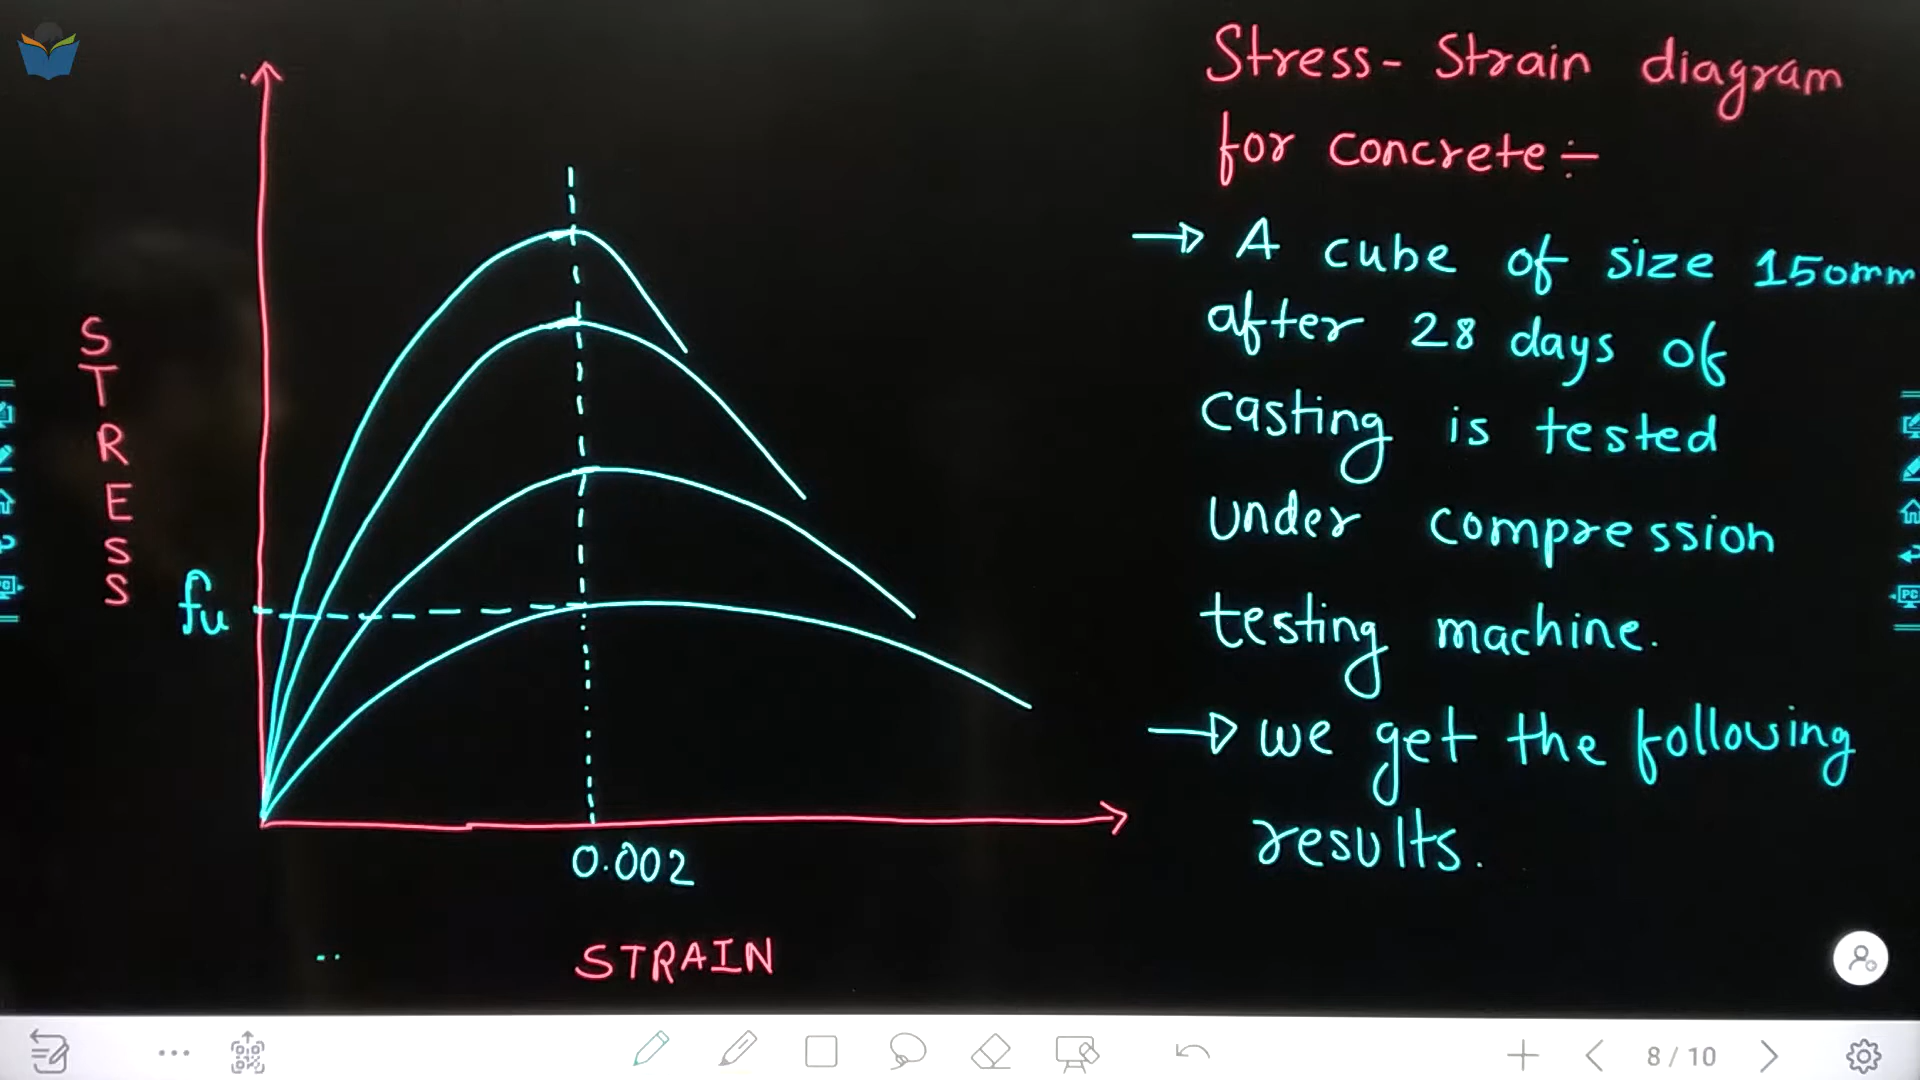 Stress - Strain diagram
for concrete :-
→ A cube of size 150mm
after 28 days of
casting is tested
under compression
testing machine.
→ we get the following
results.
STRESS
fu
0.002
STRAIN
8 / 10